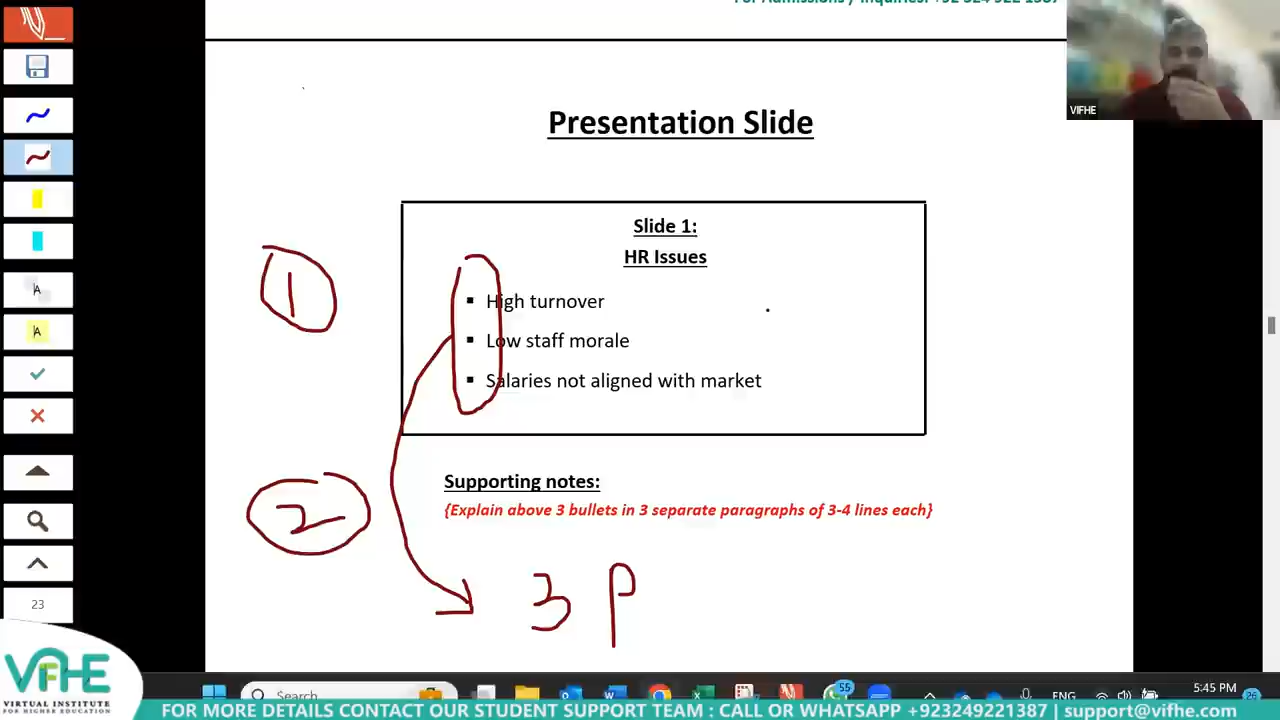 VIFHE
Presentation Slide
Slide 1:
HR Issues
▪ High turnover
▪ Low staff morale
▪ Salaries not aligned with market
1
Supporting notes:
{Explain above 3 bullets in 3 separate paragraphs of 3-4 lines each}
2
3 P
A
A
23
Search
55
ENG
5:45 PM
26
VIFHE
VIRTUAL INSTITUTE
FOR HIGHER EDUCATION
FOR MORE DETAILS CONTACT OUR STUDENT SUPPORT TEAM : CALL OR WHATSAPP +923249221387 | support@vifhe.com